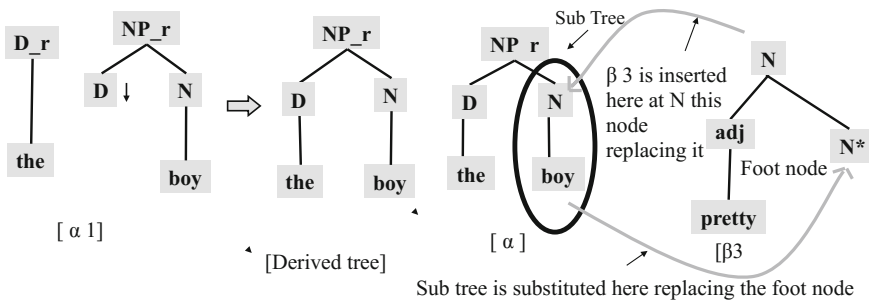 D_r
NP_r
D ↓
N
the
boy
[ α 1]
NP_r
D
N
the
boy
[Derived tree]
NP_r
D
N
the
boy
[ α ]
Sub Tree
β 3 is inserted
here at N this
node
replacing it
N
adj
N*
Foot node
pretty
[β3
Sub tree is substituted here replacing the foot node